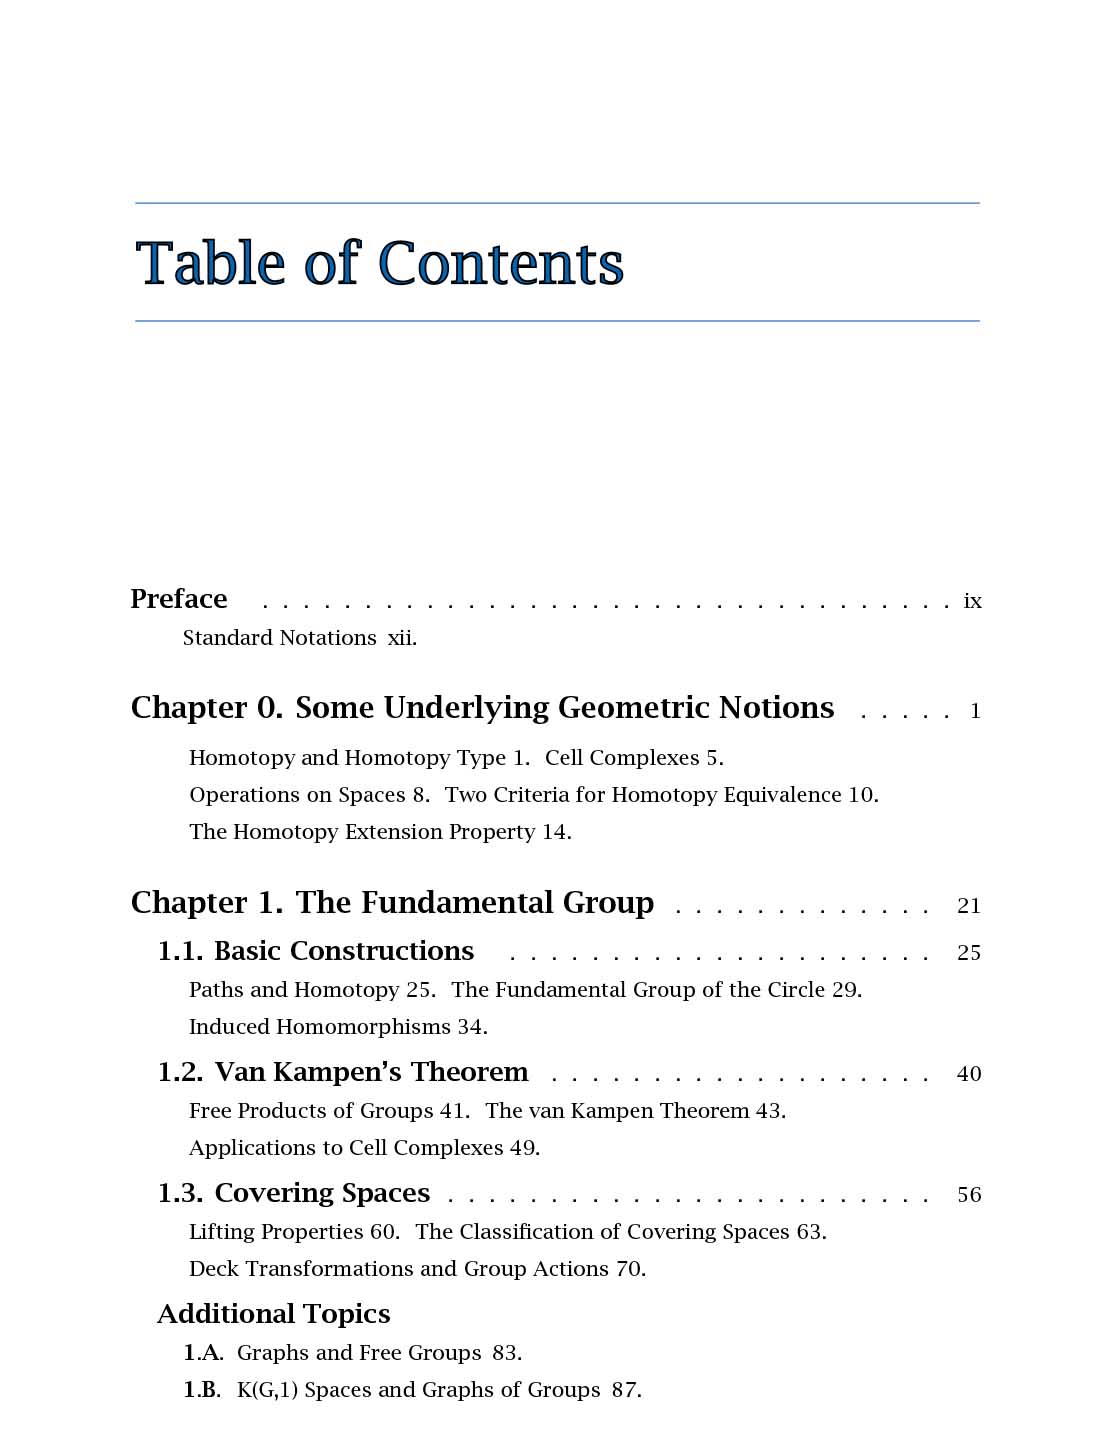 Table of Contents
Preface . . . . . . . . . . . . . . . . . . . . . . . . . . . . . . . . . . ix
Standard Notations xii.
Chapter 0. Some Underlying Geometric Notions . . . . . 1
Homotopy and Homotopy Type 1. Cell Complexes 5.
Operations on Spaces 8. Two Criteria for Homotopy Equivalence 10.
The Homotopy Extension Property 14.
Chapter 1. The Fundamental Group . . . . . . . . . . . . . 21
1.1. Basic Constructions . . . . . . . . . . . . . . . . . . . . . 25
Paths and Homotopy 25. The Fundamental Group of the Circle 29.
Induced Homomorphisms 34.
1.2. Van Kampen’s Theorem . . . . . . . . . . . . . . . . . . . 40
Free Products of Groups 41. The van Kampen Theorem 43.
Applications to Cell Complexes 49.
1.3. Covering Spaces . . . . . . . . . . . . . . . . . . . . . . . . 56
Lifting Properties 60. The Classification of Covering Spaces 63.
Deck Transformations and Group Actions 70.
Additional Topics
1.A. Graphs and Free Groups 83.
1.B. K(G,1) Spaces and Graphs of Groups 87.